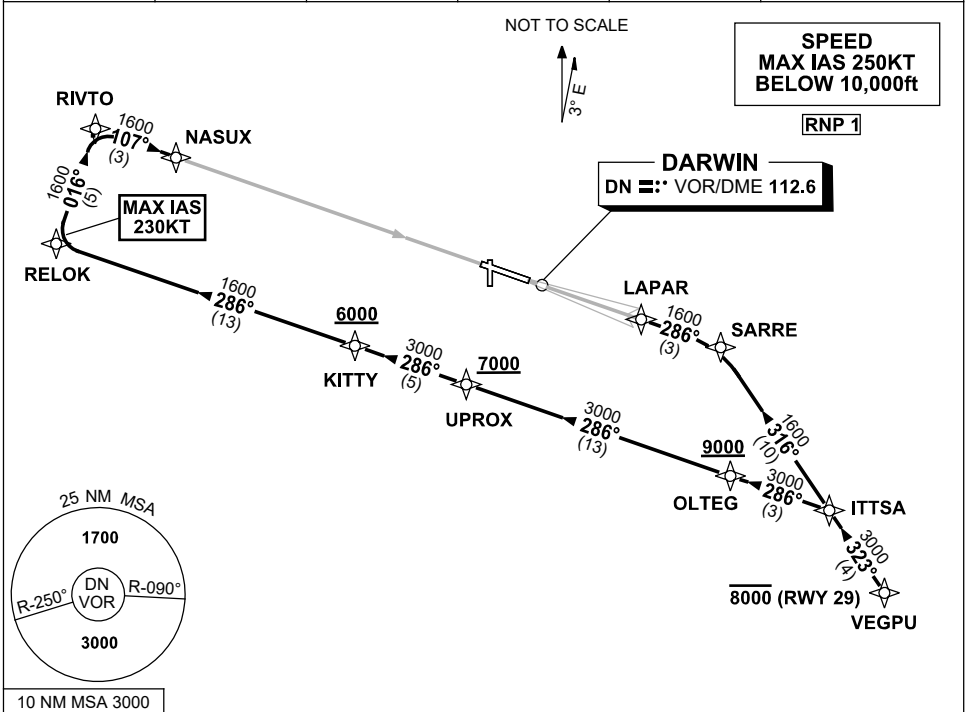 NOT TO SCALE
3° E
SPEED
MAX IAS 250KT
BELOW 10,000ft
RNP 1
RIVTO
1600
107°
(3)
NASUX
1600
016°
(5)
MAX IAS
230KT
RELOK
DARWIN
DN VOR/DME 112.6
LAPAR
1600
286°
(3)
SARRE
1600
286°
(13)
6000
KITTY
3000
286°
(5)
7000
UPROX
3000
286°
(13)
1600
316°
(10)
9000
OLTEG
3000
286°
(3)
ITTSA
3000
323°
(4)
8000 (RWY 29)
VEGPU
25 NM MSA
1700
DN
VOR
R-250°
R-090°
3000
10 NM MSA 3000